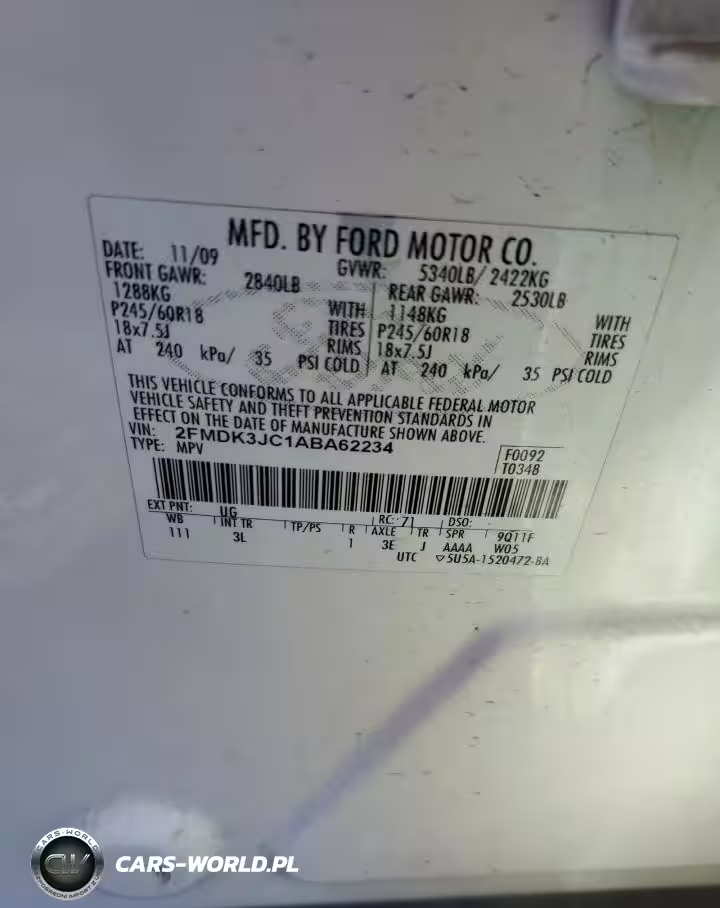 MFD. BY FORD MOTOR CO.
DATE: 11/09 GVWR: 5340LB/ 2422KG
FRONT GAWR: 2840LB REAR GAWR: 2530LB
1288KG WITH 1148KG WITH
P245/60R18 TIRES P245/60R18 TIRES
18x7.5J RIMS 18x7.5J RIMS
AT 240 kPa/ 35 PSI COLD AT 240 kPa/ 35 PSI COLD
THIS VEHICLE CONFORMS TO ALL APPLICABLE FEDERAL MOTOR
VEHICLE SAFETY AND THEFT PREVENTION STANDARDS IN
EFFECT ON THE DATE OF MANUFACTURE SHOWN ABOVE.
VIN: 2FMDK3JC1ABA62234
TYPE: MPV
F0092
T0348
EXT PNT: UG RC: 71 DSO:
WB INT TR TP/PS R AXLE TR SPR 9Q11F
111 3L 1 3E J AAAA W05
UTC ▽5U5A-1520472-BA
CARS-WORLD
CW
CARS-WORLD.PL